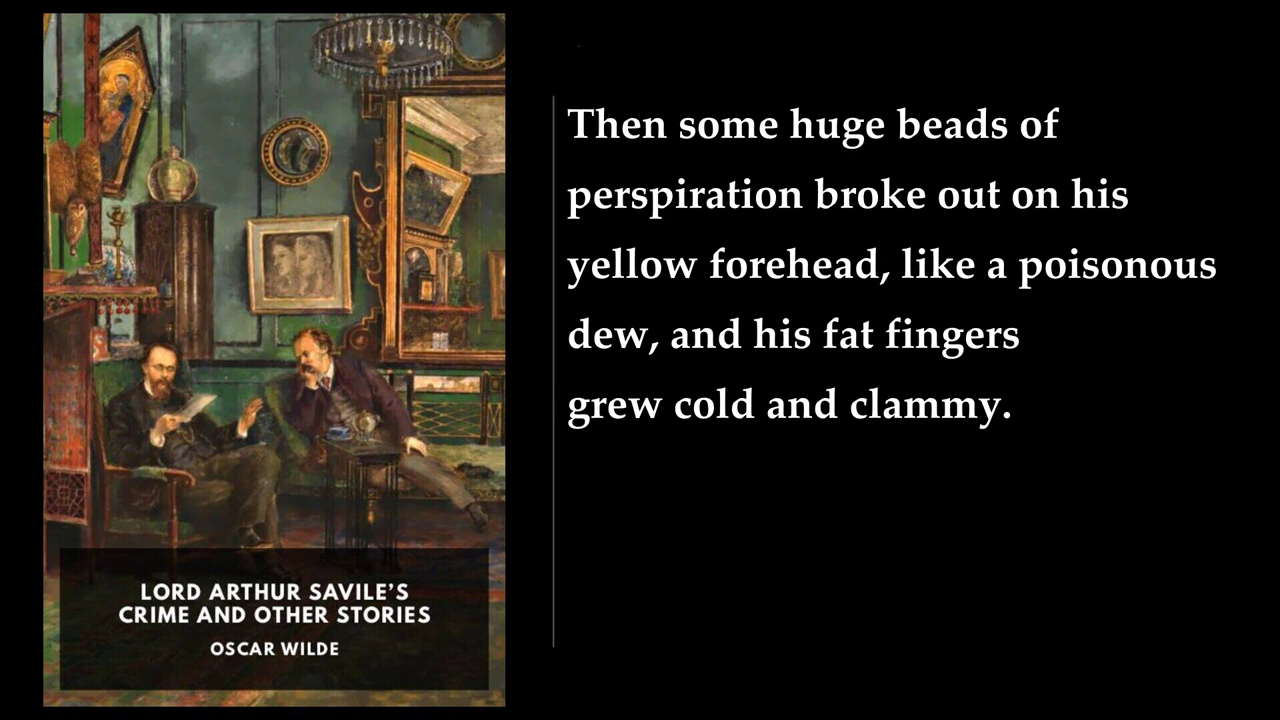 Then some huge beads of
perspiration broke out on his
yellow forehead, like a poisonous
dew, and his fat fingers
grew cold and clammy.
LORD ARTHUR SAVILE’S
CRIME AND OTHER STORIES
OSCAR WILDE